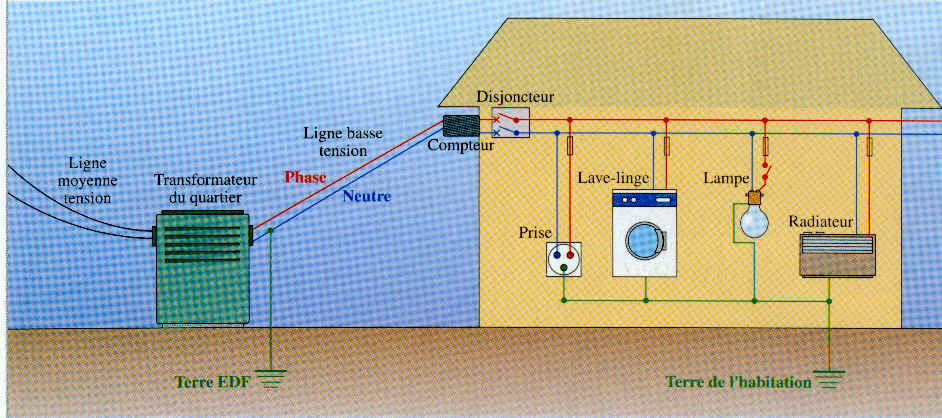 Disjoncteur
Ligne basse
tension
Compteur
Ligne
moyenne
tension
Transformateur
du quartier
Phase
Neutre
Lave-linge
Lampe
Prise
Radiateur
Terre EDF
Terre de l'habitation